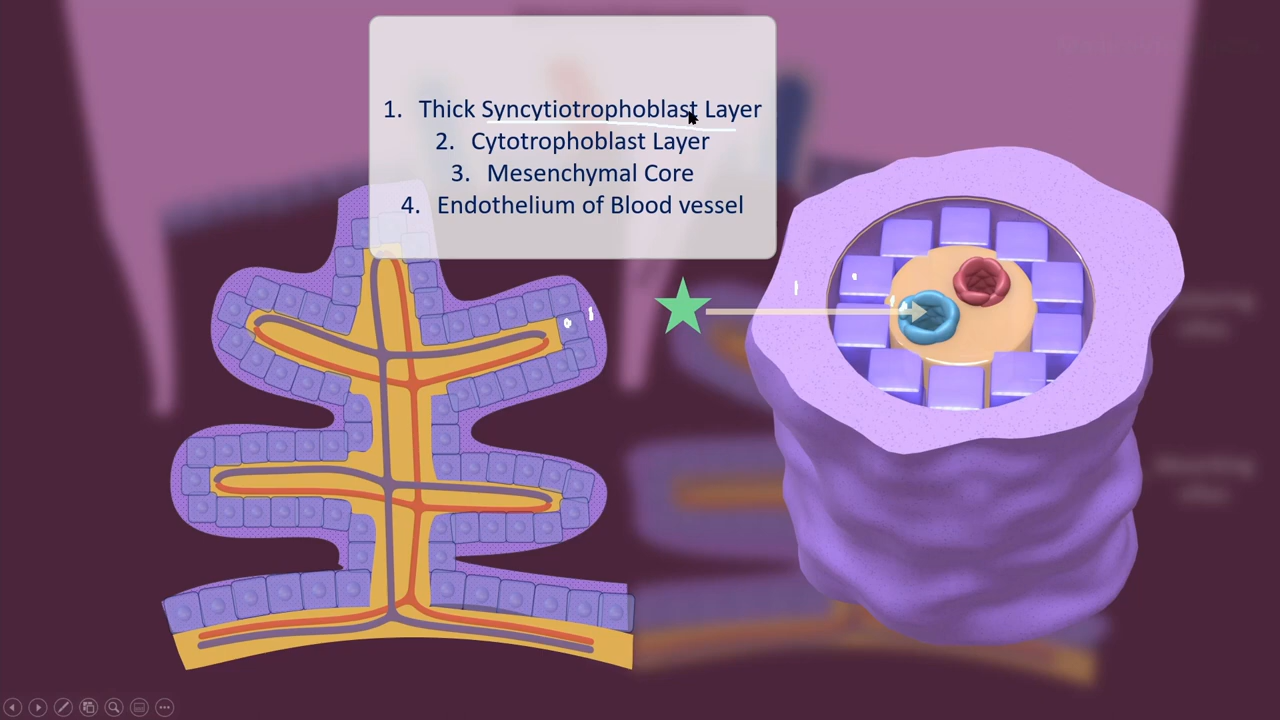 1. Thick Syncytiotrophoblast Layer
2. Cytotrophoblast Layer
3. Mesenchymal Core
4. Endothelium of Blood vessel